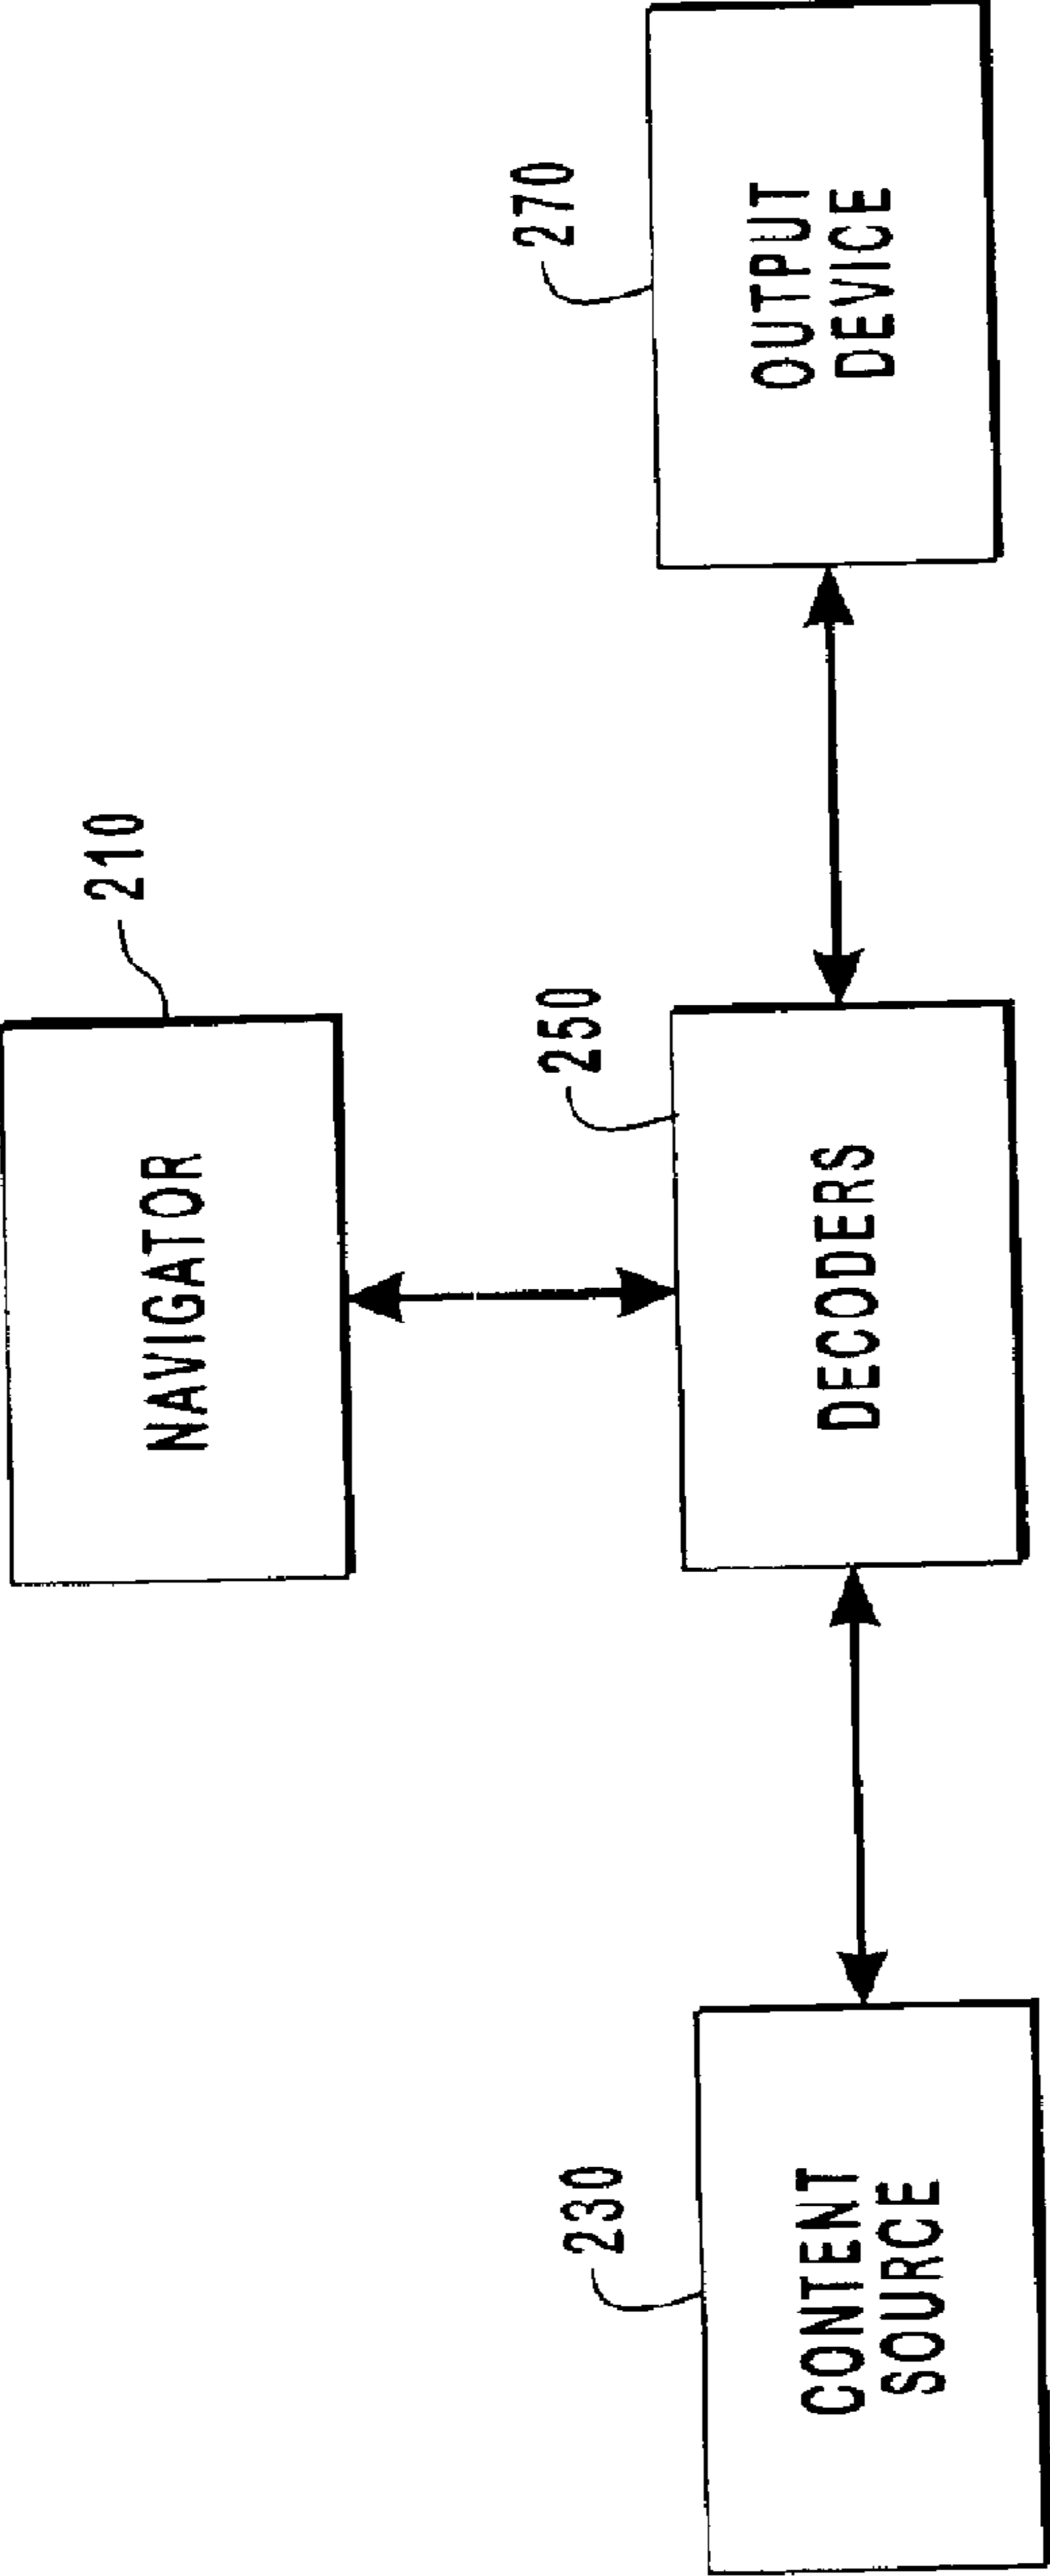 210
NAVIGATOR
230
CONTENT
SOURCE
250
DECODERS
270
OUTPUT
DEVICE